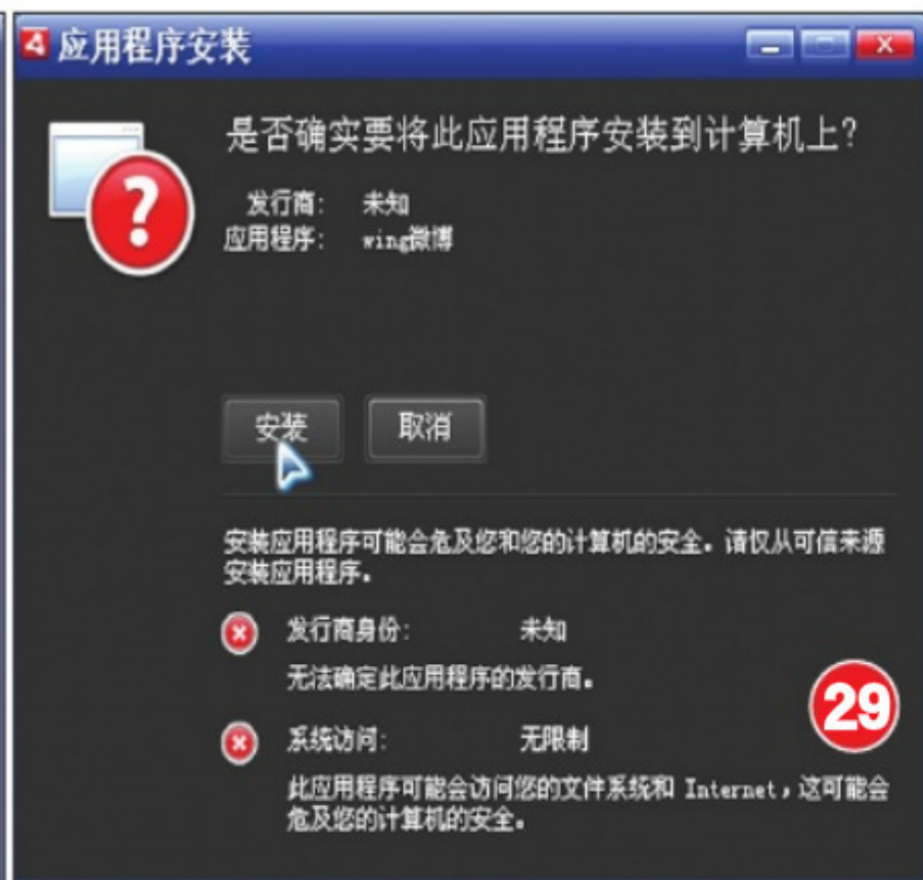 应用程序安装
是否确实要将此应用程序安装到计算机上?
发行商: 未知
应用程序: wing微博
安装 取消
安装应用程序可能会危及您和您的计算机的安全。请仅从可信来源
安装应用程序。
发行商身份: 未知
无法确定此应用程序的发行商。
29
系统访问: 无限制
此应用程序可能会访问您的文件系统和 Internet,这可能会
危及您的计算机的安全。